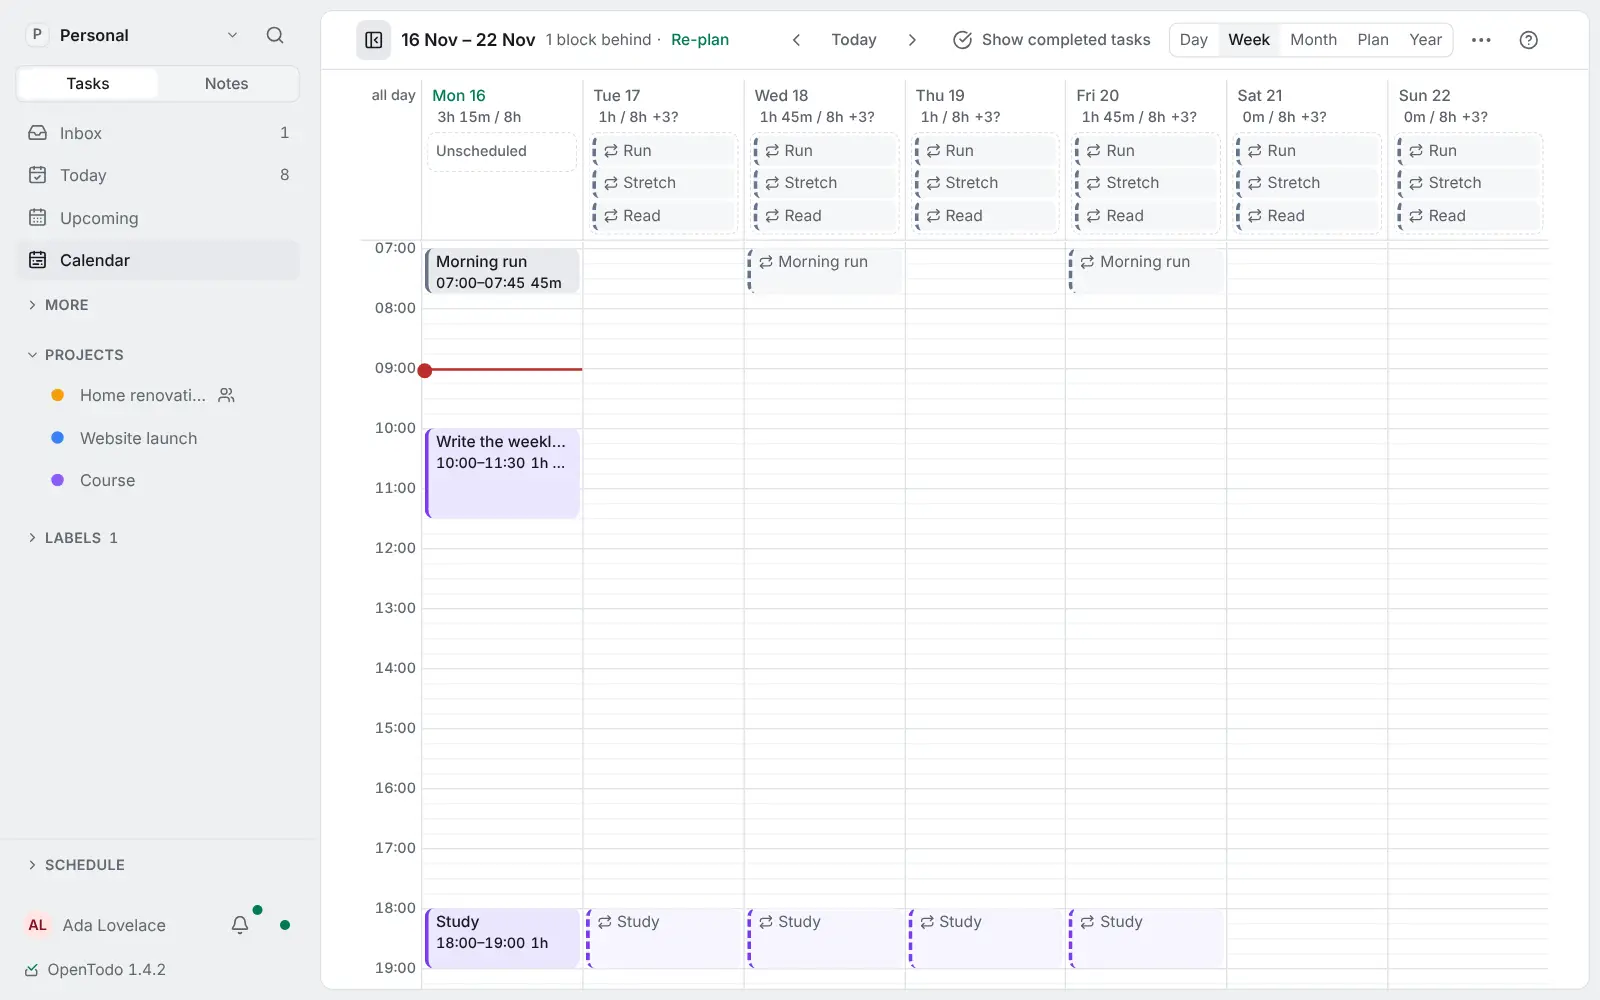 P Personal
Tasks Notes
Inbox 1
Today 8
Upcoming
Calendar
MORE
PROJECTS
Home renovati...
Website launch
Course
LABELS 1
SCHEDULE
AL Ada Lovelace
OpenTodo 1.4.2
16 Nov – 22 Nov 1 block behind · Re-plan Today Show completed tasks Day Week Month Plan Year
all day Mon 16 Tue 17 Wed 18 Thu 19 Fri 20 Sat 21 Sun 22
3h 15m / 8h 1h / 8h +3? 1h 45m / 8h +3? 1h / 8h +3? 1h 45m / 8h +3? 0m / 8h +3? 0m / 8h +3?
Unscheduled Run Run Run Run Run Run
Stretch Stretch Stretch Stretch Stretch Stretch
Read Read Read Read Read Read
07:00
Morning run Morning run Morning run
07:00–07:45 45m
08:00
09:00
10:00
Write the weekl...
10:00–11:30 1h ...
11:00
12:00
13:00
14:00
15:00
16:00
17:00
18:00
Study Study Study Study Study
18:00–19:00 1h
19:00